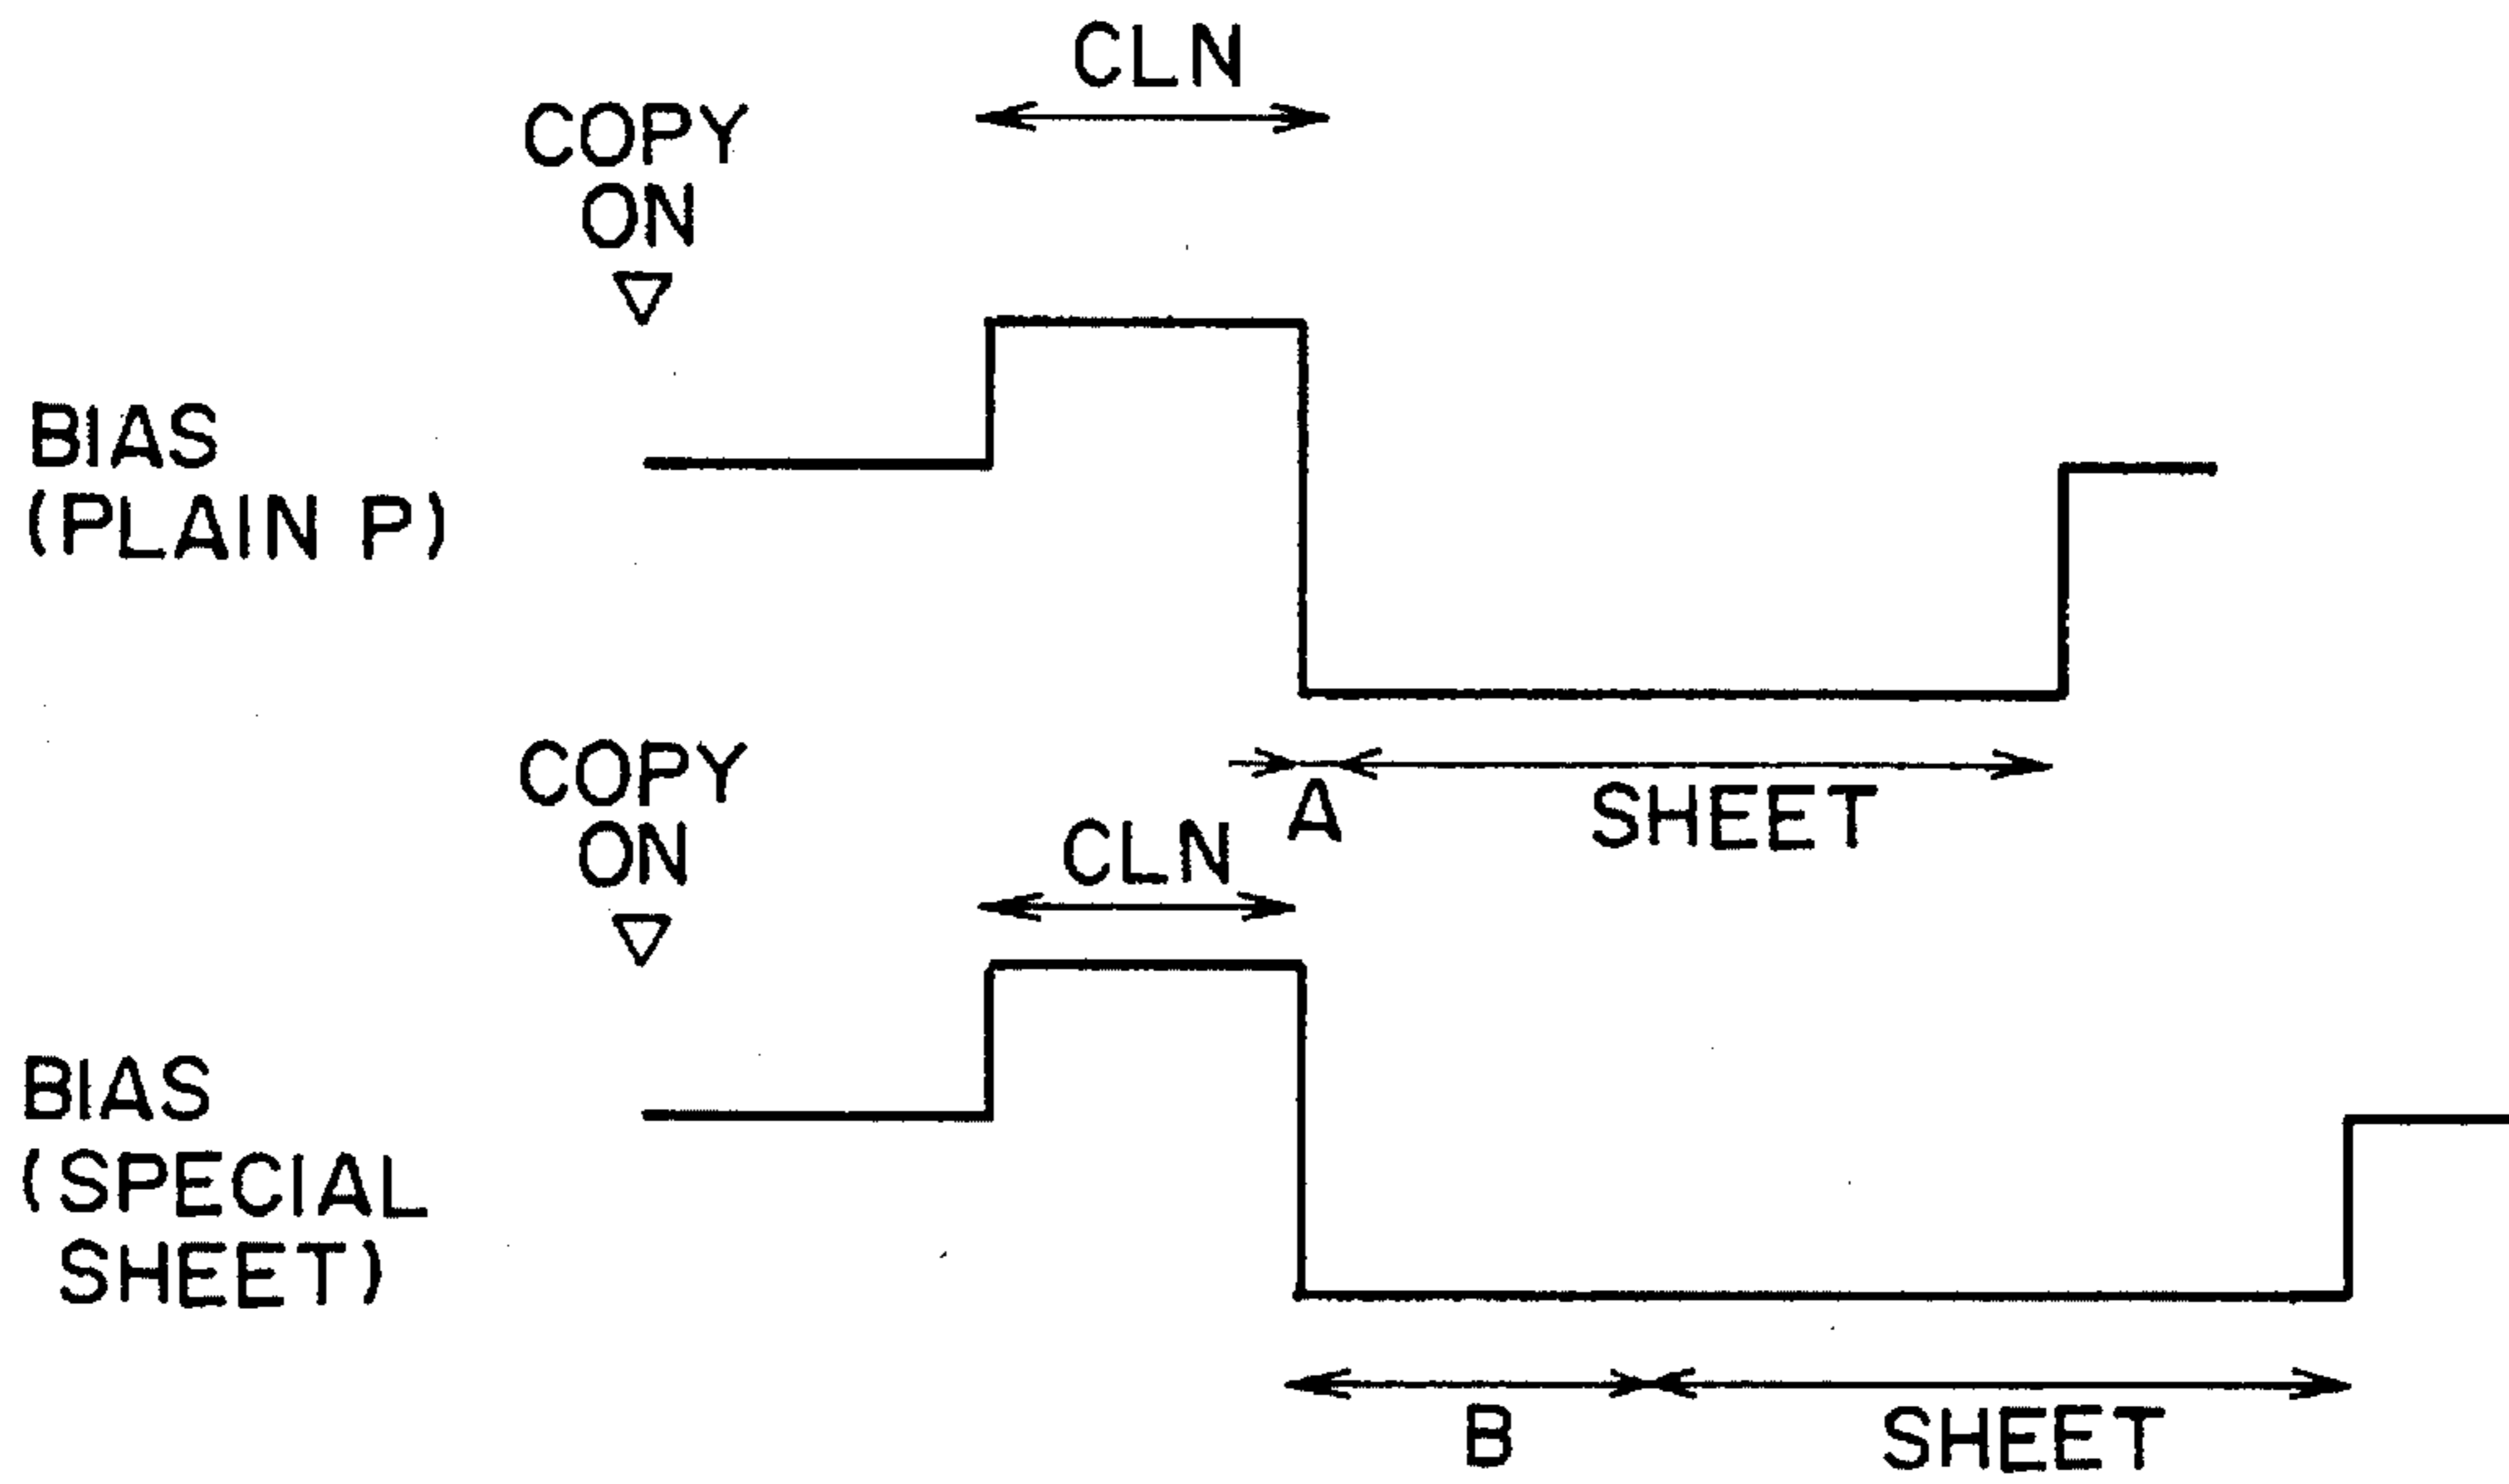 CLN
COPY
ON
BIAS
(PLAIN P)
A
SHEET
COPY
ON
CLN
BIAS
(SPECIAL
SHEET)
B
SHEET